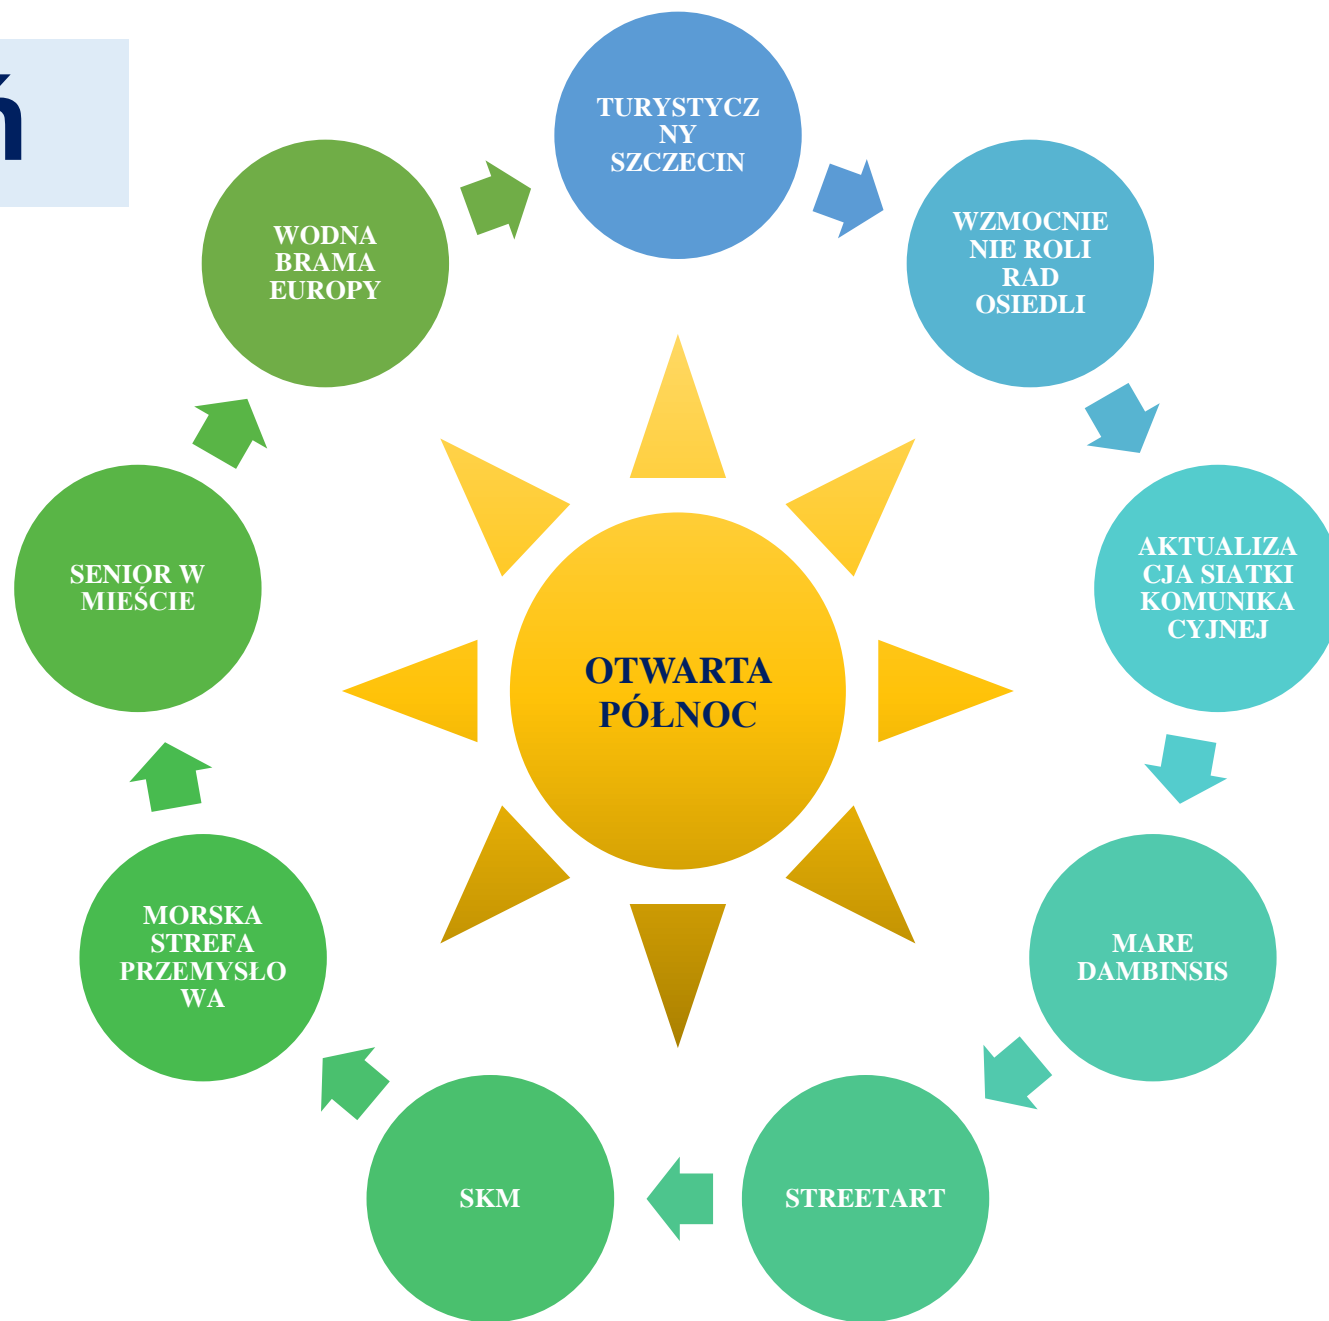 ń
TURYSTYCZ
NY
SZCZECIN
WZMOCNIE
NIE ROLI
RAD
OSIEDLI
AKTUALIZA
CJA SIATKI
KOMUNIKA
CYJNEJ
MARE
DAMBINSIS
STREETART
SKM
MORSKA
STREFA
PRZEMYSŁO
WA
SENIOR W
MIEŚCIE
WODNA
BRAMA
EUROPY
OTWARTA
PÓŁNOC